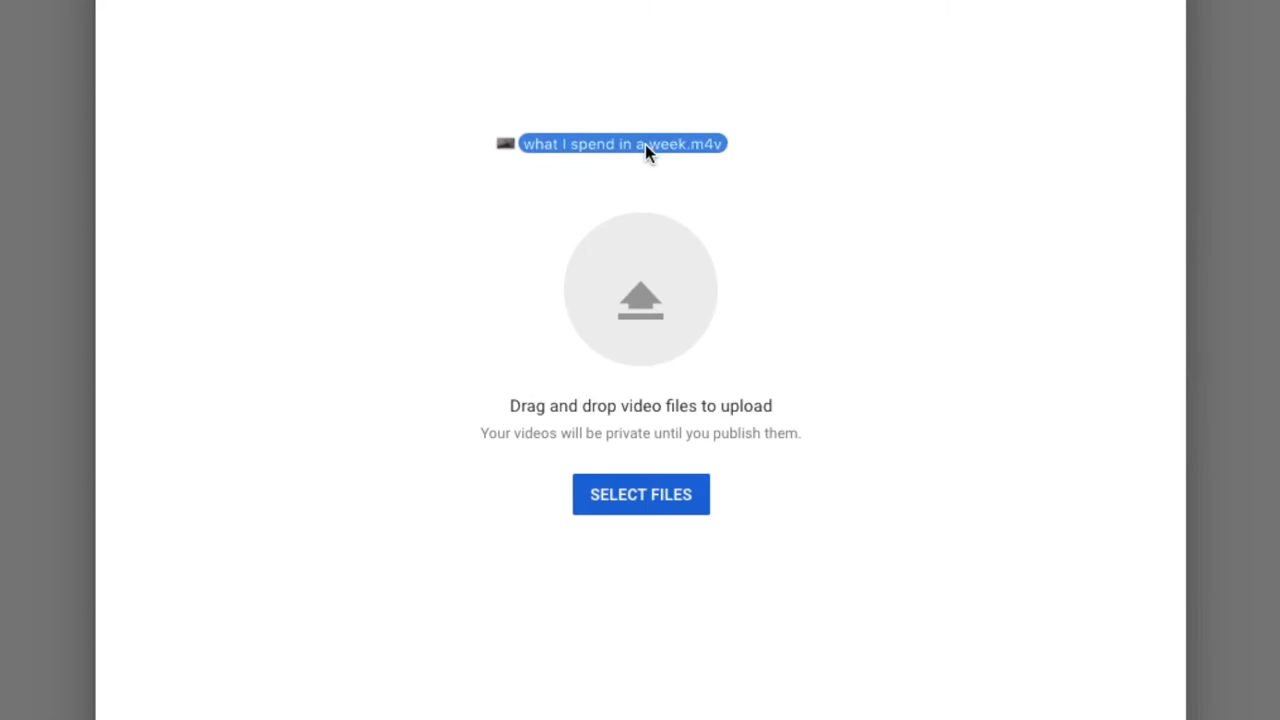 what I spend in a week.m4v
Drag and drop video files to upload
Your videos will be private until you publish them.
SELECT FILES